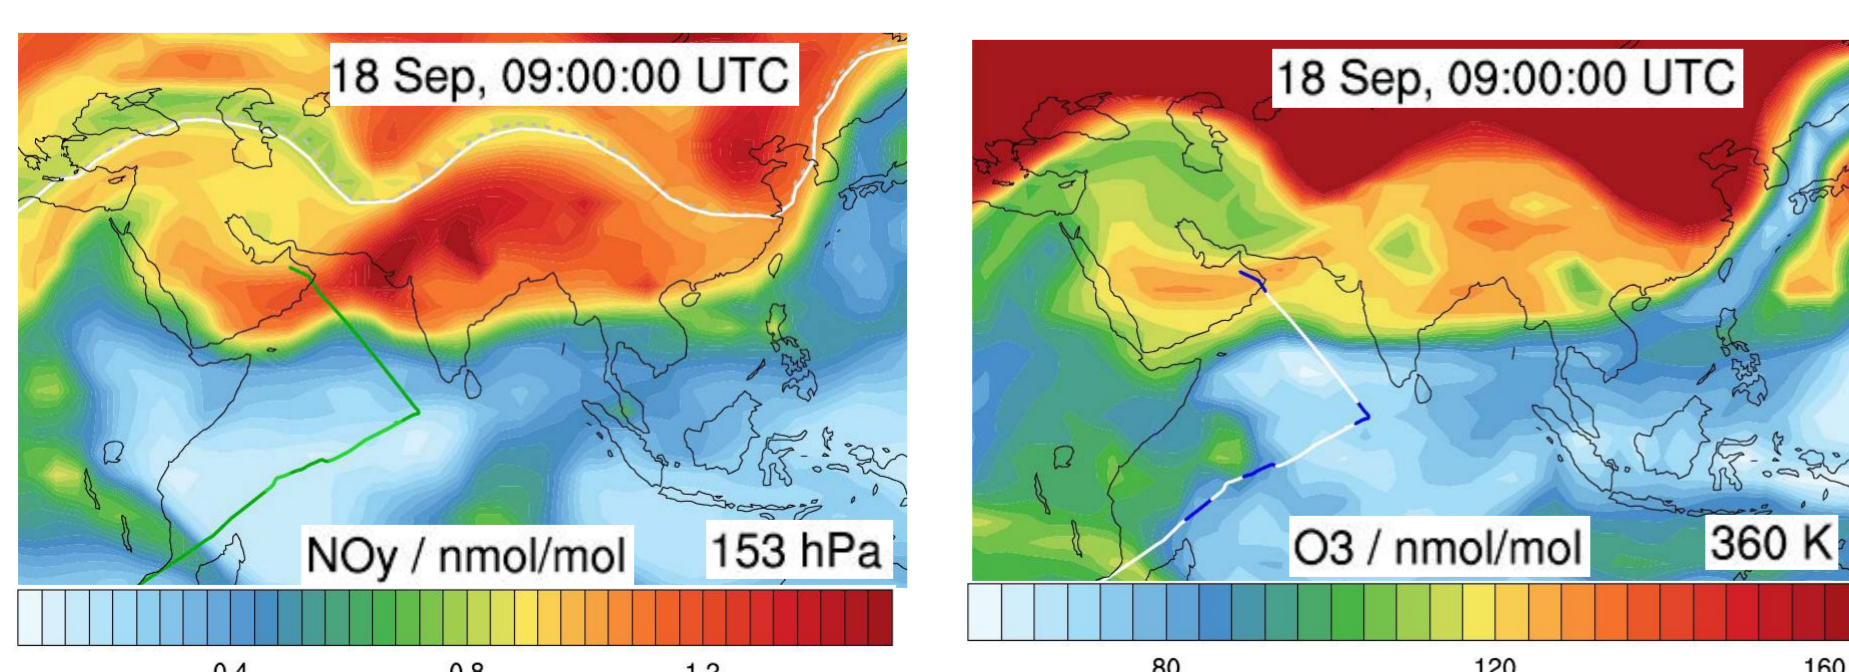 18 Sep, 09:00:00 UTC
NOy / nmol/mol
153 hPa
0.4 0.8 1.2
18 Sep, 09:00:00 UTC
O3 / nmol/mol
360 K
80 120 160